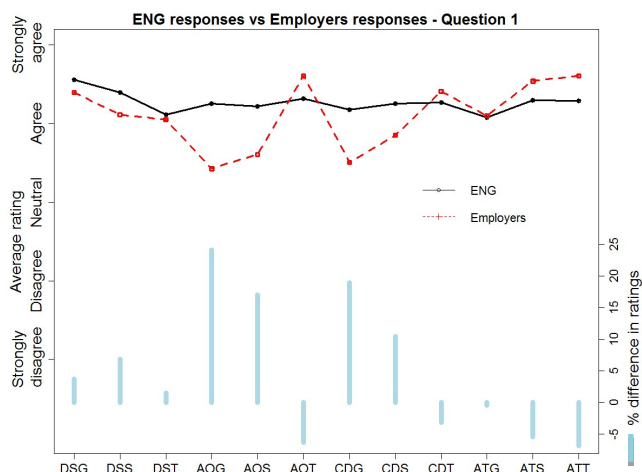 ENG responses vs Employers responses - Question 1
Strongly
agree
Agree
Neutral
Average rating
Disagree
Strongly
disagree
ENG
Employers
25
20
15
10
5
0
-5
% difference in ratings
DSG DSS DST AOG AOS AOT CDG CDS CDT ATG ATS ATT